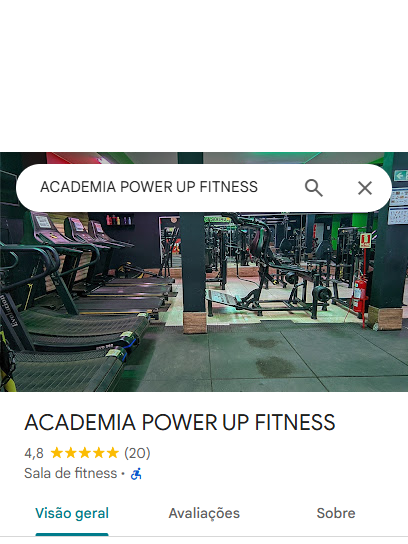 ACADEMIA POWER UP FITNESS
ACADEMIA POWER UP FITNESS
4,8 ★★★★★ (20)
Sala de fitness ·
Visão geral
Avaliações
Sobre